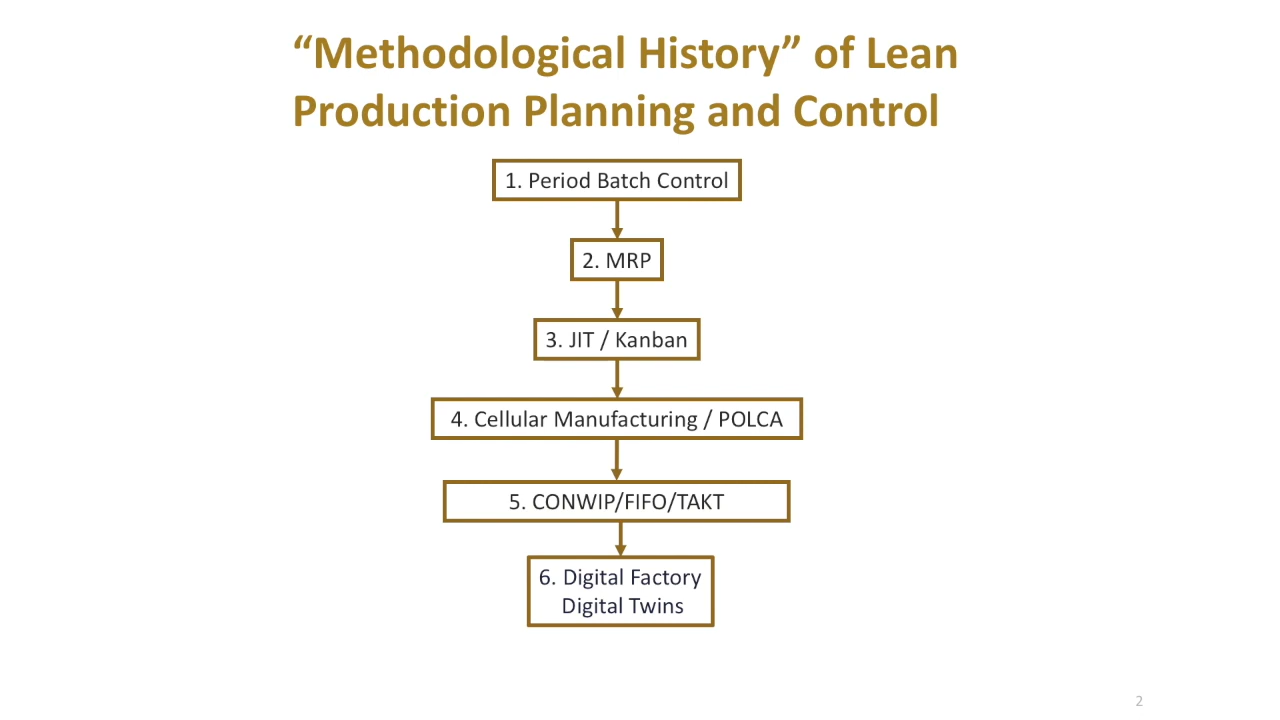 “Methodological History” of Lean
Production Planning and Control
1. Period Batch Control
2. MRP
3. JIT / Kanban
4. Cellular Manufacturing / POLCA
5. CONWIP/FIFO/TAKT
6. Digital Factory
Digital Twins
2